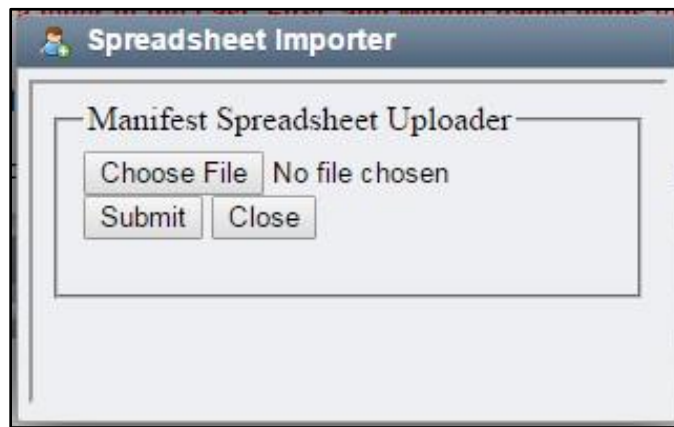 Spreadsheet Importer
Manifest Spreadsheet Uploader
Choose File No file chosen
Submit Close